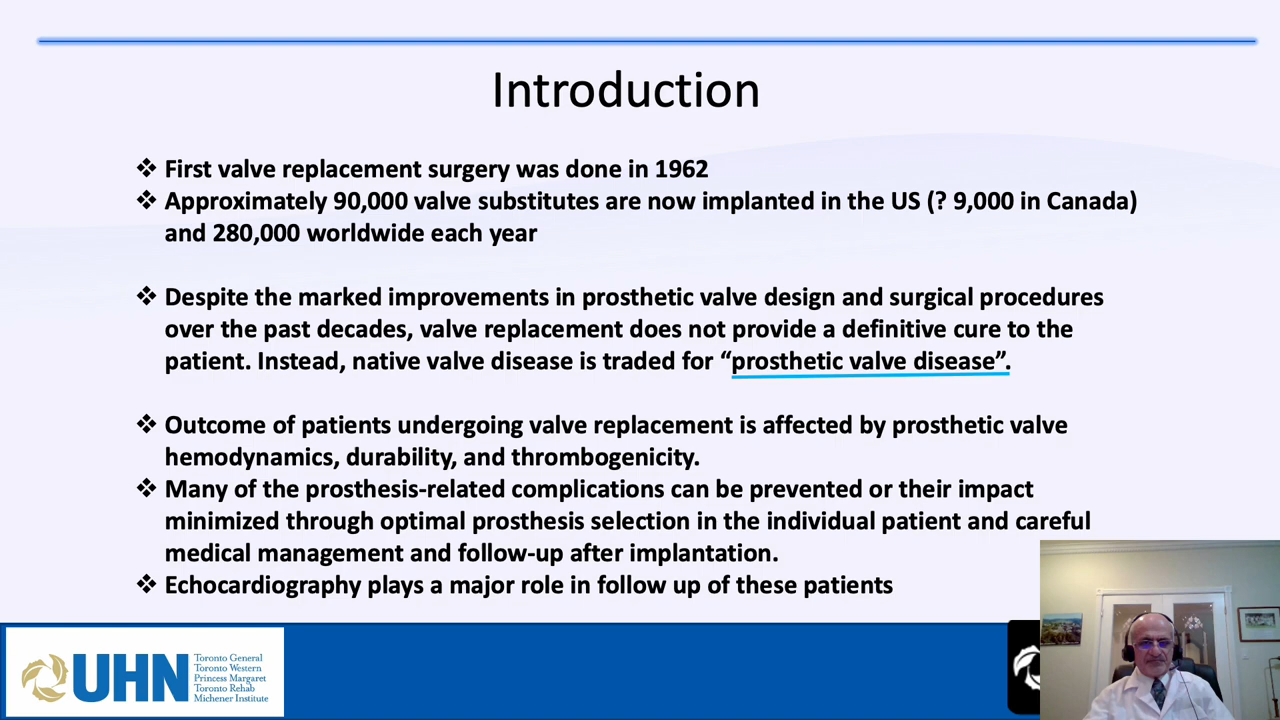 Introduction
❖ First valve replacement surgery was done in 1962
❖ Approximately 90,000 valve substitutes are now implanted in the US (? 9,000 in Canada)
and 280,000 worldwide each year
❖ Despite the marked improvements in prosthetic valve design and surgical procedures
over the past decades, valve replacement does not provide a definitive cure to the
patient. Instead, native valve disease is traded for “prosthetic valve disease”.
❖ Outcome of patients undergoing valve replacement is affected by prosthetic valve
hemodynamics, durability, and thrombogenicity.
❖ Many of the prosthesis-related complications can be prevented or their impact
minimized through optimal prosthesis selection in the individual patient and careful
medical management and follow-up after implantation.
❖ Echocardiography plays a major role in follow up of these patients
UHN
Toronto General
Toronto Western
Princess Margaret
Toronto Rehab
Michener Institute